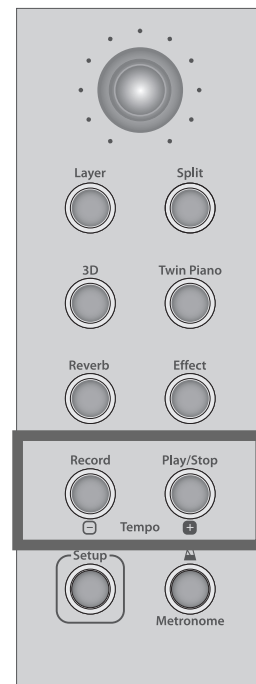 Layer Split
3D Twin Piano
Reverb Effect
Record Play/Stop
− Tempo +
Setup
Metronome